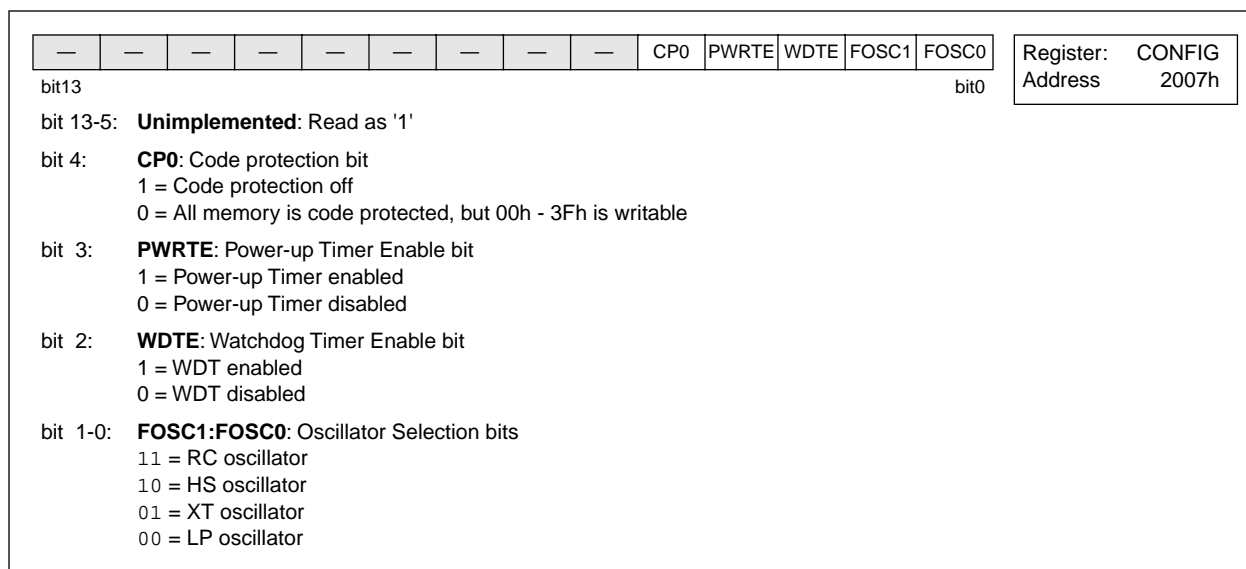 — — — — — — — — — CP0 PWRTE WDTE FOSC1 FOSC0
bit13 bit0
Register: CONFIG
Address 2007h
bit 13-5: Unimplemented: Read as '1'
bit 4: CP0: Code protection bit
1 = Code protection off
0 = All memory is code protected, but 00h - 3Fh is writable
bit 3: PWRTE: Power-up Timer Enable bit
1 = Power-up Timer enabled
0 = Power-up Timer disabled
bit 2: WDTE: Watchdog Timer Enable bit
1 = WDT enabled
0 = WDT disabled
bit 1-0: FOSC1:FOSC0: Oscillator Selection bits
11 = RC oscillator
10 = HS oscillator
01 = XT oscillator
00 = LP oscillator